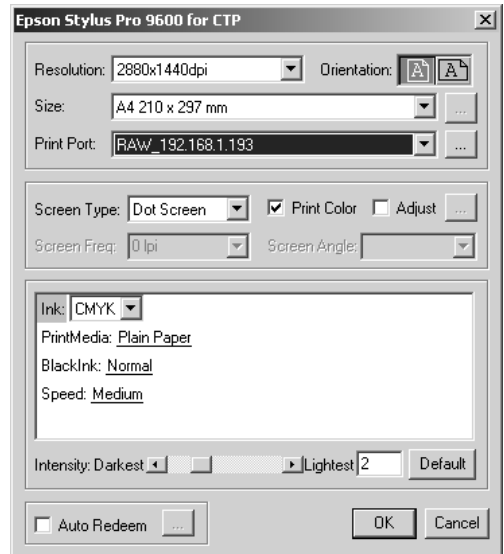 Epson Stylus Pro 9600 for CTP
Resolution: 2880x1440dpi Orientation: A A
Size: A4 210 x 297 mm ...
Print Port: RAW_192.168.1.193 ...
Screen Type: Dot Screen Print Color Adjust ...
Screen Freq: 0 lpi Screen Angle:
Ink: CMYK
PrintMedia: Plain Paper
BlackInk: Normal
Speed: Medium
Intensity: Darkest Lightest 2 Default
Auto Redeem ... OK Cancel